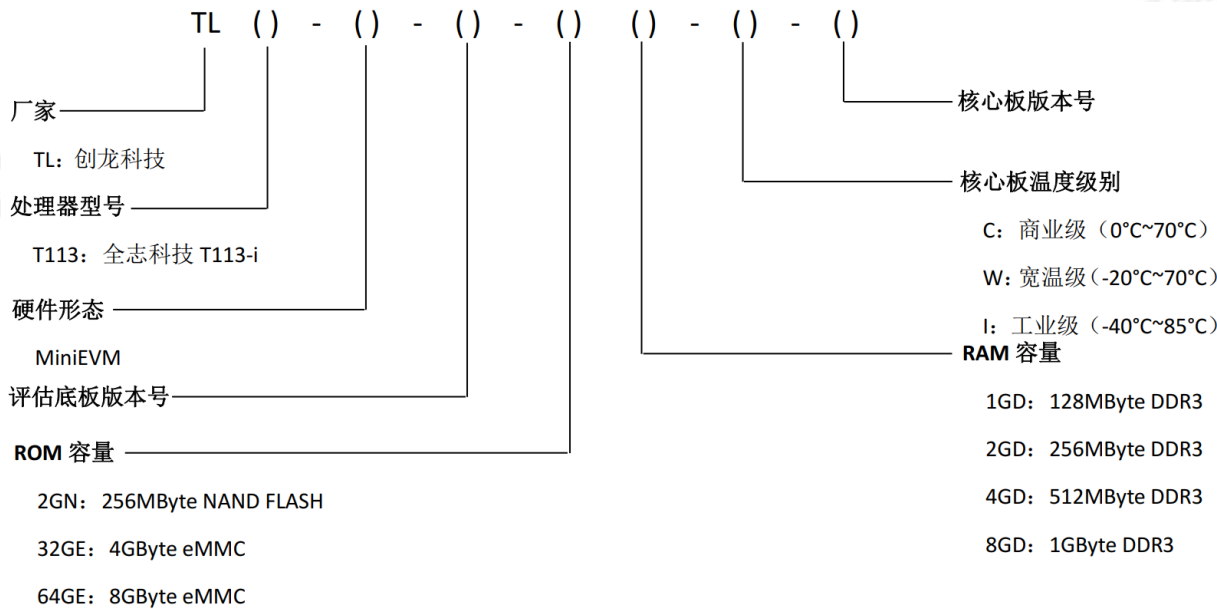 TL () - () - () - () () - () - ()
厂家
TL：创龙科技
处理器型号
T113：全志科技 T113-i
硬件形态
MiniEVM
评估底板版本号
ROM 容量
2GN：256MByte NAND FLASH
32GE：4GByte eMMC
64GE：8GByte eMMC
核心板版本号
核心板温度级别
C：商业级（0°C~70°C）
W：宽温级（-20°C~70°C）
I：工业级（-40°C~85°C）
RAM 容量
1GD：128MByte DDR3
2GD：256MByte DDR3
4GD：512MByte DDR3
8GD：1GByte DDR3